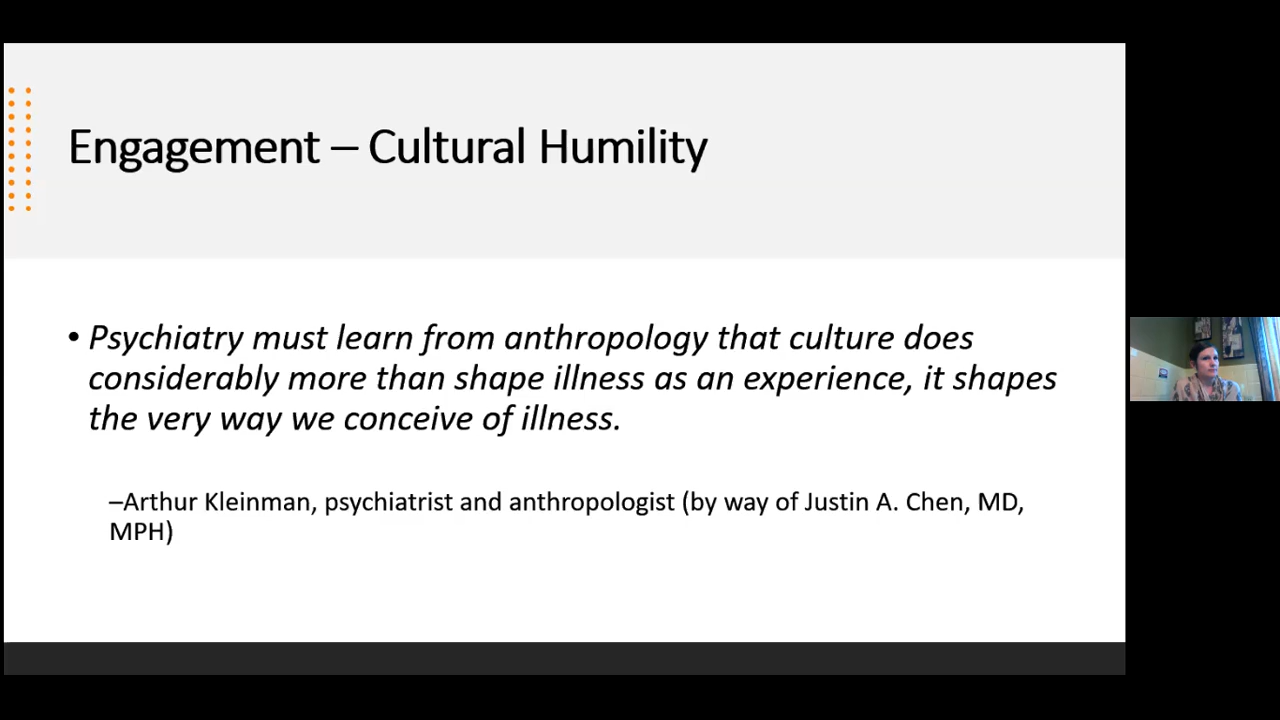 Engagement – Cultural Humility
• Psychiatry must learn from anthropology that culture does
considerably more than shape illness as an experience, it shapes
the very way we conceive of illness.
–Arthur Kleinman, psychiatrist and anthropologist (by way of Justin A. Chen, MD,
MPH)